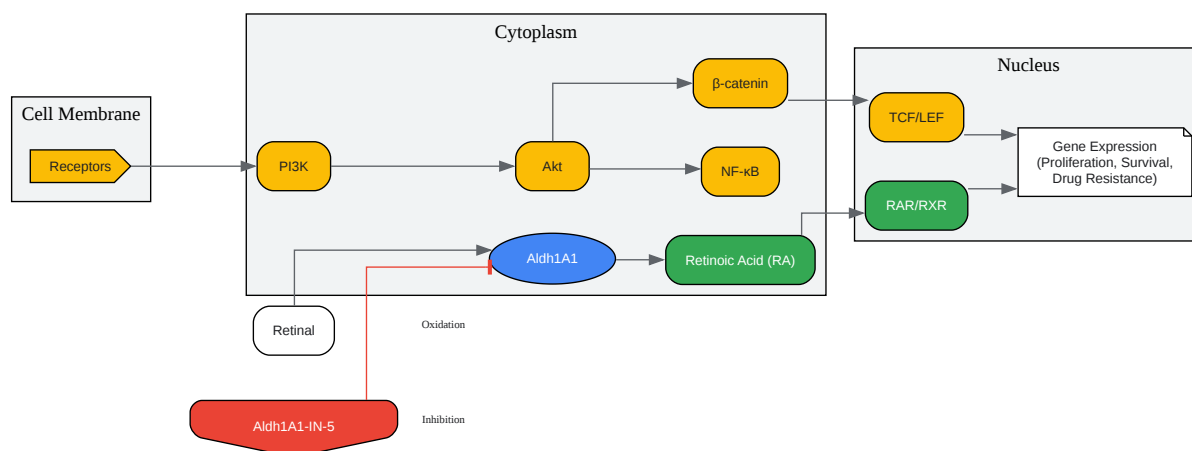 Cytoplasm
Nucleus
Cell Membrane
β-catenin
TCF/LEF
Gene Expression
(Proliferation, Survival,
Drug Resistance)
Receptors
PI3K
Akt
NF-κB
RAR/RXR
Aldh1A1
Retinoic Acid (RA)
Retinal
Oxidation
Aldh1A1-IN-5
Inhibition